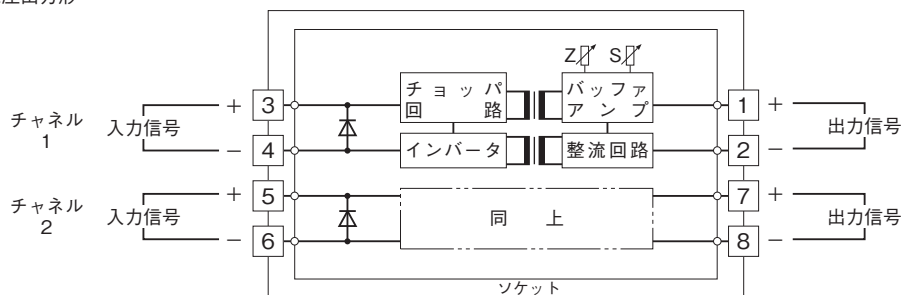 Z S
チョッパ
回路
バッファ
アンプ
インバータ
整流回路
チャネル
1
入力信号
+ 3
− 4
1 +
2 −
出力信号
チャネル
2
入力信号
+ 5
− 6
同上
7 +
8 −
出力信号
ソケット